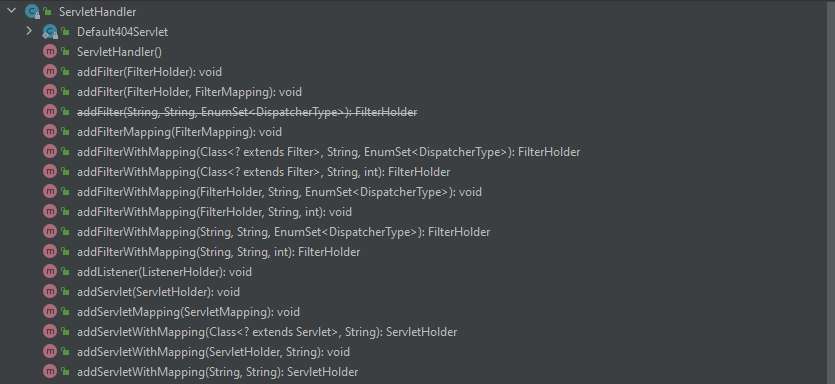 ServletHandler
Default404Servlet
ServletHandler()
addFilter(FilterHolder): void
addFilter(FilterHolder, FilterMapping): void
addFilter(String, String, EnumSet<DispatcherType>): FilterHolder
addFilterMapping(FilterMapping): void
addFilterWithMapping(Class<? extends Filter>, String, EnumSet<DispatcherType>): FilterHolder
addFilterWithMapping(Class<? extends Filter>, String, int): FilterHolder
addFilterWithMapping(FilterHolder, String, EnumSet<DispatcherType>): void
addFilterWithMapping(FilterHolder, String, int): void
addFilterWithMapping(String, String, EnumSet<DispatcherType>): FilterHolder
addFilterWithMapping(String, String, int): FilterHolder
addListener(ListenerHolder): void
addServlet(ServletHolder): void
addServletMapping(ServletMapping): void
addServletWithMapping(Class<? extends Servlet>, String): ServletHolder
addServletWithMapping(ServletHolder, String): void
addServletWithMapping(String, String): ServletHolder